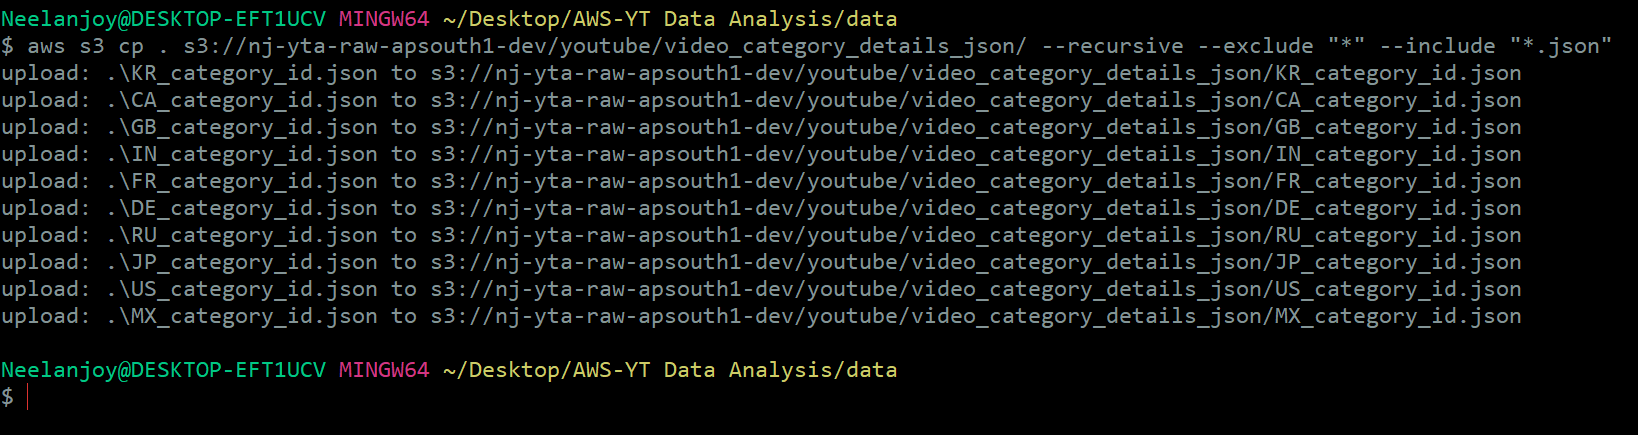 Neelanjoy@DESKTOP-EFT1UCV MINGW64 ~/Desktop/AWS-YT Data Analysis/data
$ aws s3 cp . s3://nj-yta-raw-apsouth1-dev/youtube/video_category_details_json/ --recursive --exclude "*" --include "*.json"
upload: .\KR_category_id.json to s3://nj-yta-raw-apsouth1-dev/youtube/video_category_details_json/KR_category_id.json
upload: .\CA_category_id.json to s3://nj-yta-raw-apsouth1-dev/youtube/video_category_details_json/CA_category_id.json
upload: .\GB_category_id.json to s3://nj-yta-raw-apsouth1-dev/youtube/video_category_details_json/GB_category_id.json
upload: .\IN_category_id.json to s3://nj-yta-raw-apsouth1-dev/youtube/video_category_details_json/IN_category_id.json
upload: .\FR_category_id.json to s3://nj-yta-raw-apsouth1-dev/youtube/video_category_details_json/FR_category_id.json
upload: .\DE_category_id.json to s3://nj-yta-raw-apsouth1-dev/youtube/video_category_details_json/DE_category_id.json
upload: .\RU_category_id.json to s3://nj-yta-raw-apsouth1-dev/youtube/video_category_details_json/RU_category_id.json
upload: .\JP_category_id.json to s3://nj-yta-raw-apsouth1-dev/youtube/video_category_details_json/JP_category_id.json
upload: .\US_category_id.json to s3://nj-yta-raw-apsouth1-dev/youtube/video_category_details_json/US_category_id.json
upload: .\MX_category_id.json to s3://nj-yta-raw-apsouth1-dev/youtube/video_category_details_json/MX_category_id.json
Neelanjoy@DESKTOP-EFT1UCV MINGW64 ~/Desktop/AWS-YT Data Analysis/data
$